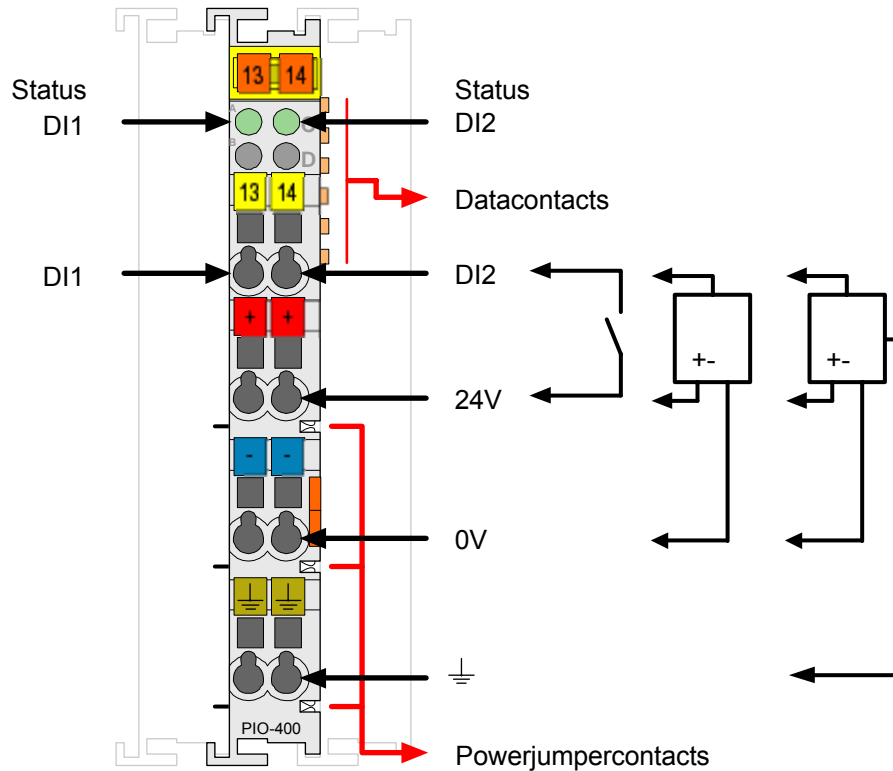 13 14
Status
DI1
Status
DI2
A
C
B
D
13 14
Datacontacts
DI1
DI2
+ +
+-
+-
24V
- -
0V
PIO-400
Powerjumpercontacts